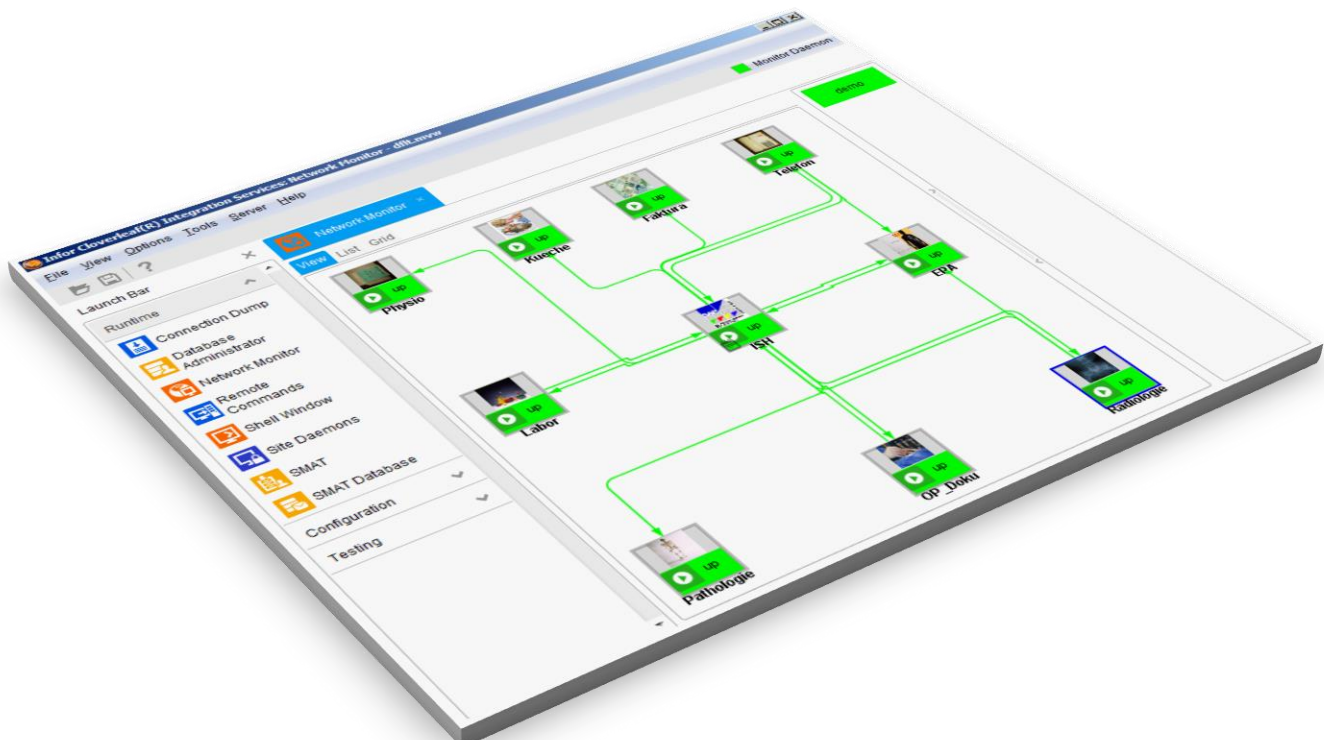 Infor Cloverleaf(R) Integration Services: Network Monitor - dflt.mvw
File View Options Tools Server Help
Monitor Daemon
Launch Bar
Runtime
Connection Dump
Database
Administrator
Network Monitor
Remote
Commands
Shell Window
Site Daemons
SMAT
SMAT Database
Configuration
Testing
Network Monitor
View List Grid
up
Physio
up
Kueche
up
Faktura
up
Telefon
up
ERA
up
ISH
up
Labor
up
Radiologie
up
OP_Doku
up
Pathologie
demo